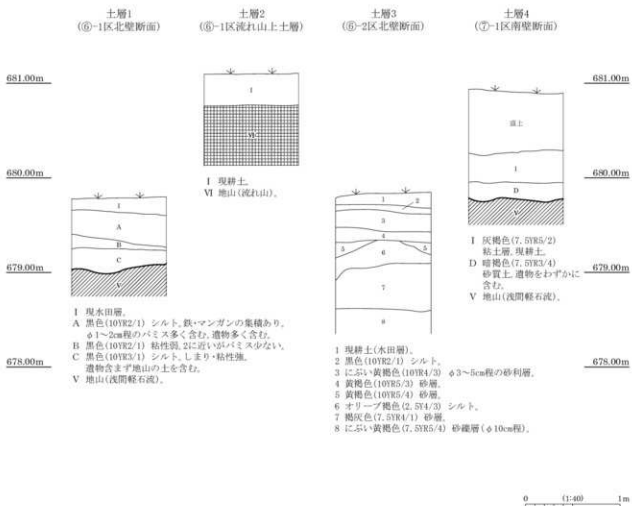 土層1
(⑥-1区北壁断面)
土層2
(⑥-1区流れ山上土層)
土層3
(⑥-2区北壁断面)
土層4
(⑦-1区南壁断面)
681.00m
681.00m
680.00m
680.00m
679.00m
679.00m
678.00m
678.00m
I
A
B
C
V
I 現水田層。
A 黒色(10YR2/1) シルト。鉄・マンガンの集積あり。
φ1〜2cm程のパミス多く含む。遺物多く含む。
B 黒色(10YR2/1) 粘性弱。2に近いがパミス少ない。
C 黒色(10YR3/1) シルト。しまり・粘性強。
遺物含まず地山の土を含む。
V 地山(浅間軽石流)。
I
VI
I 現耕土。
VI 地山(流れ山)。
1
2
3
4
5
5
6
7
8
1 現耕土(水田層)。
2 黒色(10YR2/1) シルト。
3 にぶい黄褐色(10YR4/3) φ3〜5cm程の砂利層。
4 黄褐色(10YR5/3) 砂層。
5 黄褐色(10YR5/4) 砂層。
6 オリーブ褐色(2.5Y4/3) シルト。
7 褐灰色(7.5YR4/1) 砂層。
8 にぶい黄褐色(7.5YR5/4) 砂礫層(φ10cm程)。
I
D
V
I 灰褐色(7.5YR5/2)
粘土層。現耕土。
D 暗褐色(7.5YR3/4)
砂質土。遺物をわずかに
含む。
V 地山(浅間軽石流)。
0 (1:40) 1m